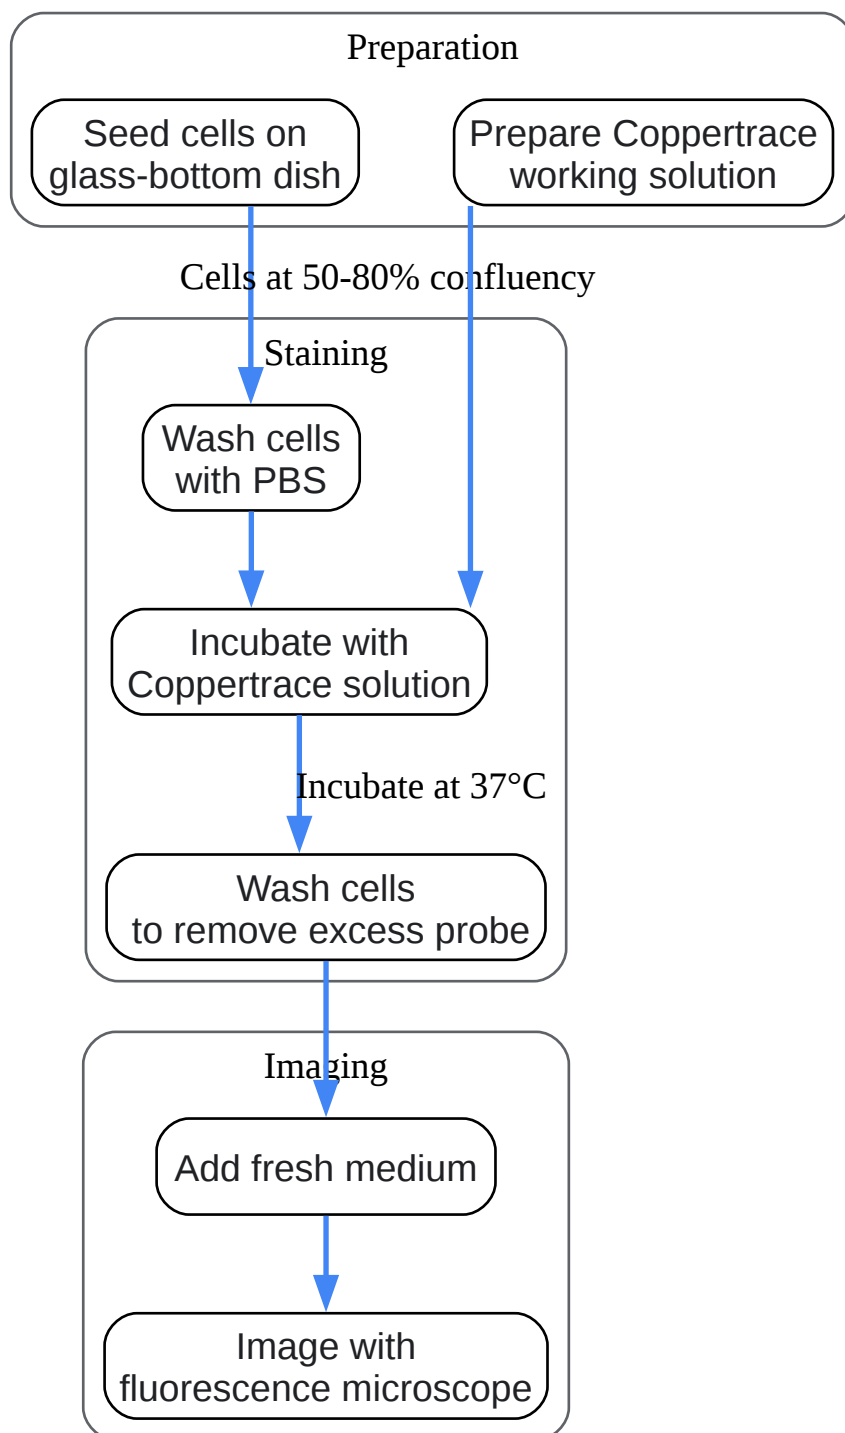 Preparation
Seed cells on
glass-bottom dish
Prepare Coppertrace
working solution
Cells at 50-80% confluency
Staining
Wash cells
with PBS
Incubate with
Coppertrace solution
Incubate at 37°C
Wash cells
to remove excess probe
Imaging
Add fresh medium
Image with
fluorescence microscope